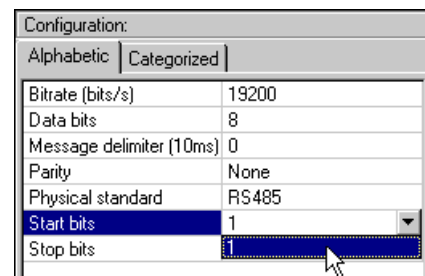 Configuration:
Alphabetic Categorized
Bitrate (bits/s) 19200
Data bits 8
Message delimiter (10ms) 0
Parity None
Physical standard RS485
Start bits 1
Stop bits 1